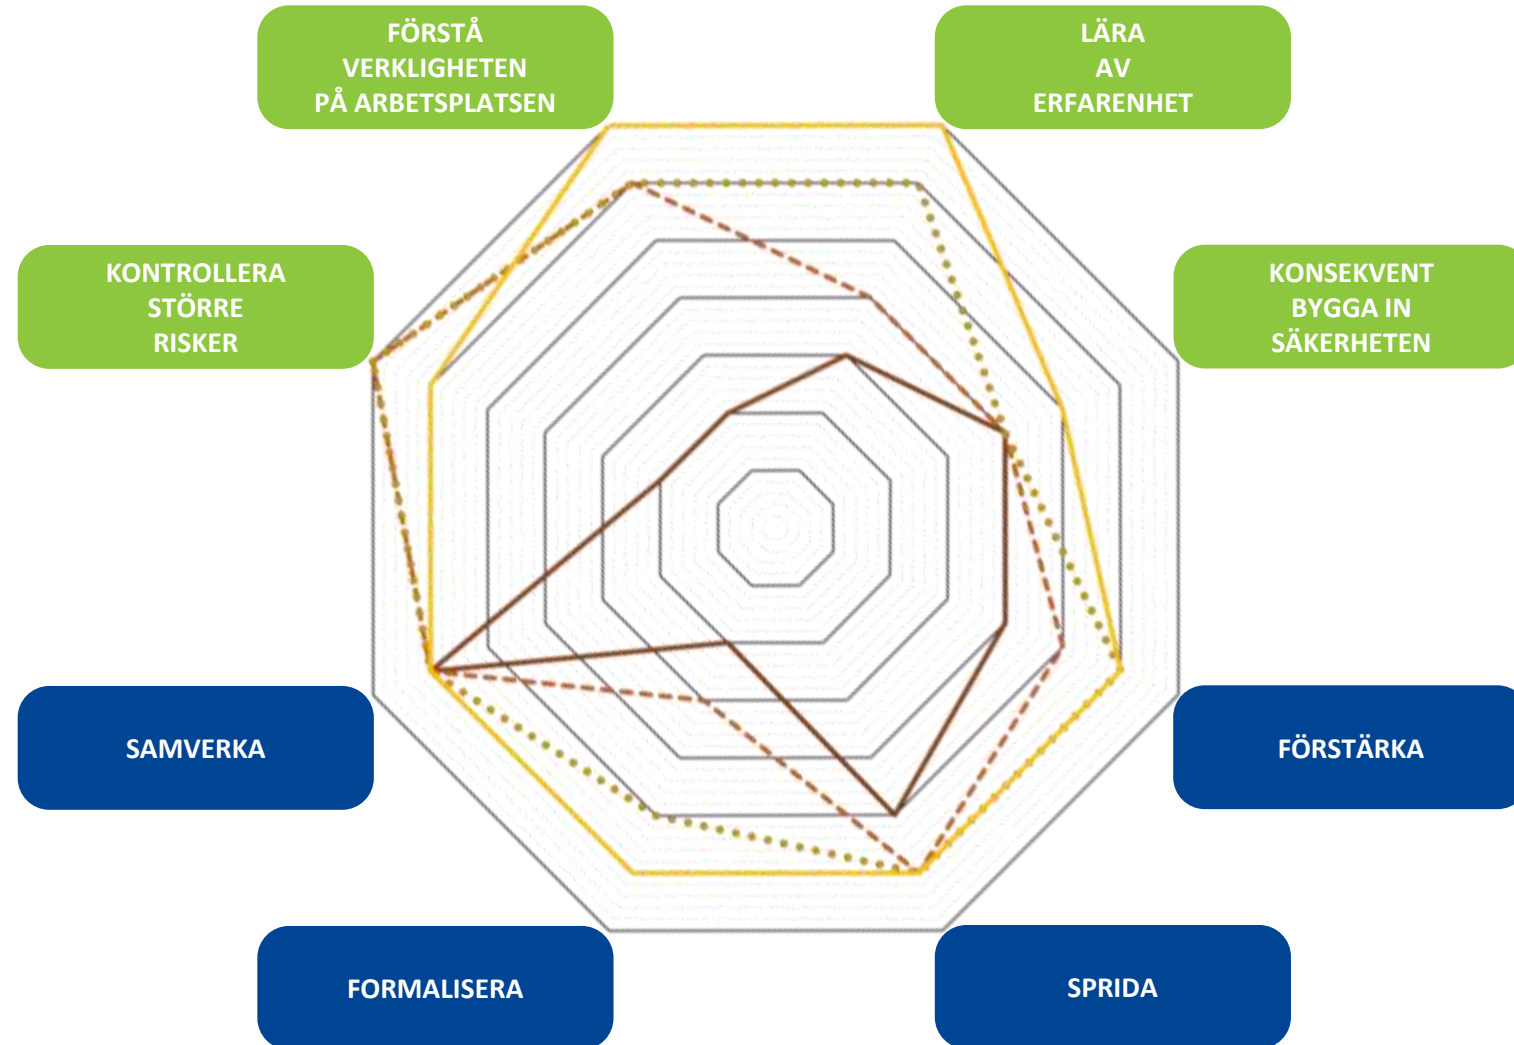 FÖRSTÅ
VERKLIGHETEN
PÅ ARBETSPLATSEN
LÄRA
AV
ERFARENHET
KONTROLLERA
STÖRRE
RISKER
KONSEKVENT
BYGGA IN
SÄKERHETEN
SAMVERKA
FÖRSTÄRKA
FORMALISERA
SPRIDA